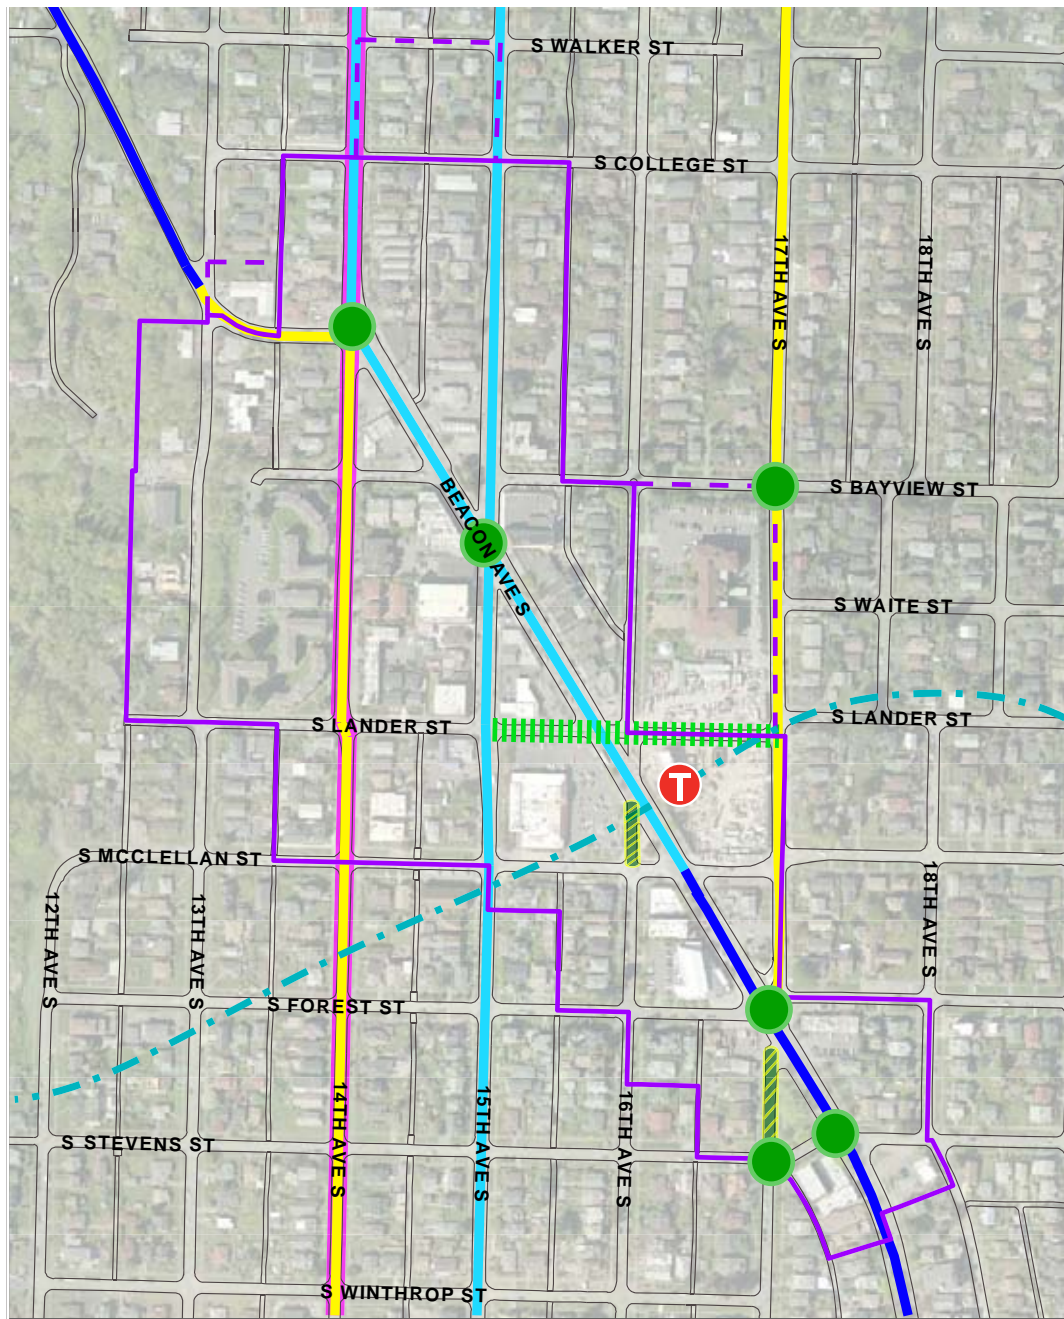 S WALKER ST
S COLLEGE ST
17TH AVE S
18TH AVE S
BEACON AVE S
S BAYVIEW ST
S WAITE ST
S LANDER ST
S LANDER ST
T
S MCCLELLAN ST
12TH AVE S
13TH AVE S
18TH AVE S
S FOREST ST
14TH AVE S
15TH AVE S
16TH AVE S
S STEVENS ST
S WINTHROP ST